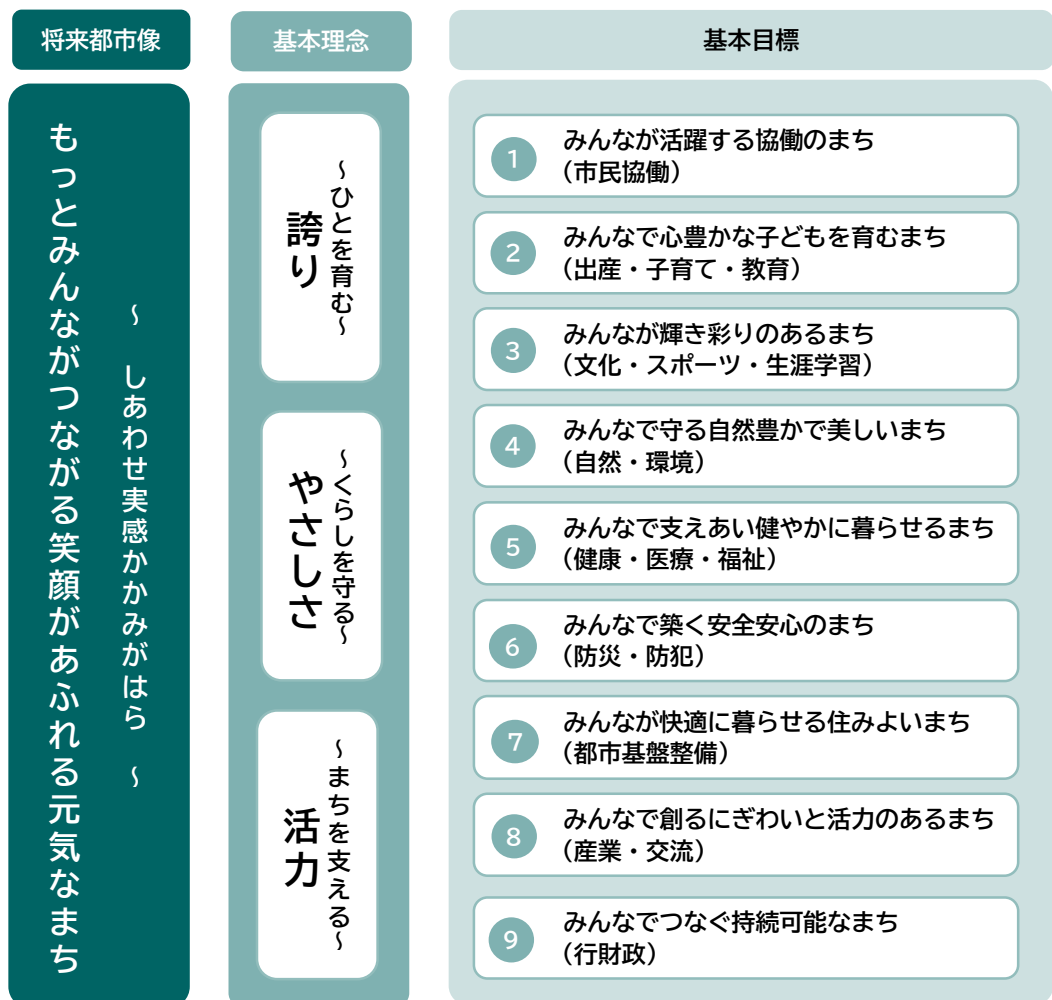 将来都市像
もっとみんながつながる笑顔があふれる元気なまち
~ しあわせ実感かかみがはら ~
基本理念
~ひとを育む~
誇り
~くらしを守る~
やさしさ
~まちを支える~
活力
基本目標
1
みんなが活躍する協働のまち
(市民協働)
2
みんなで心豊かな子どもを育むまち
(出産・子育て・教育)
3
みんなが輝き彩りのあるまち
(文化・スポーツ・生涯学習)
4
みんなで守る自然豊かで美しいまち
(自然・環境)
5
みんなで支えあい健やかに暮らせるまち
(健康・医療・福祉)
6
みんなで築く安全安心のまち
(防災・防犯)
7
みんなが快適に暮らせる住みよいまち
(都市基盤整備)
8
みんなで創るにぎわいと活力のあるまち
(産業・交流)
9
みんなでつなぐ持続可能なまち
(行財政)